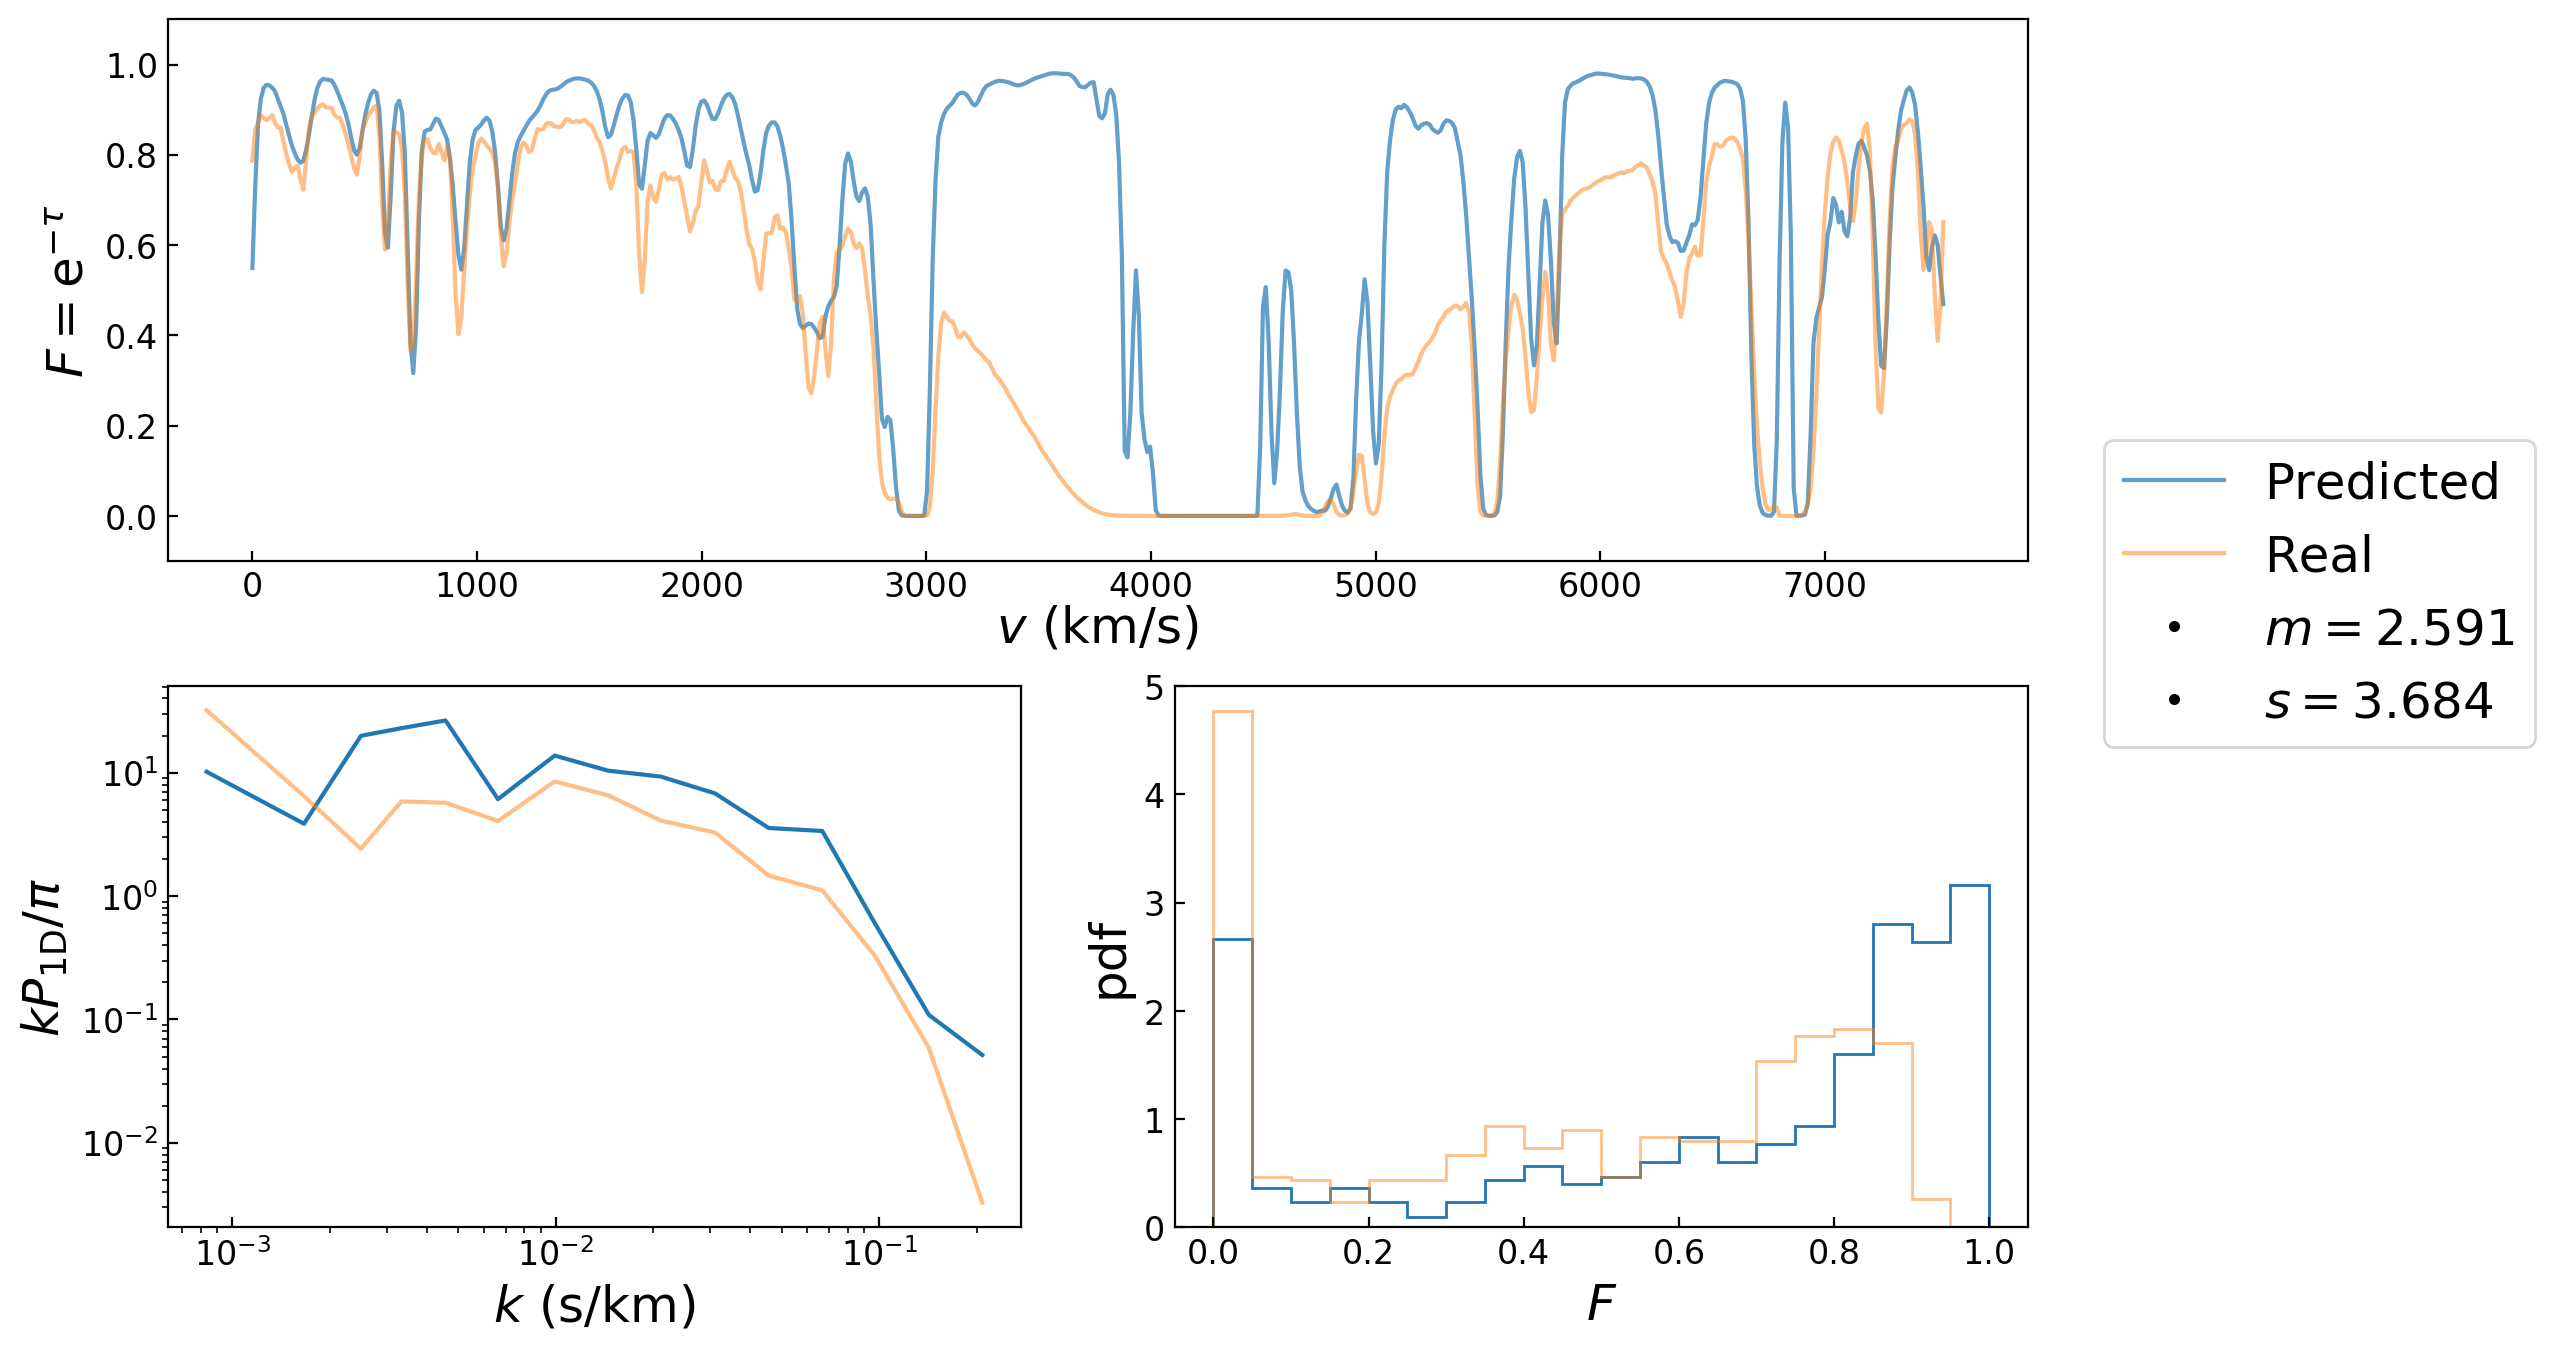 1.0
0.8
0.6
0.4
0.2
0.0
F = e^{−τ}
0 1000 2000 3000 4000 5000 6000 7000
v (km/s)
Predicted
Real
m = 2.591
s = 3.684
10^1
10^0
10^{−1}
10^{−2}
kP_{1D}/π
10^{−3} 10^{−2} 10^{−1}
k (s/km)
5
4
3
2
1
0
pdf
0.0 0.2 0.4 0.6 0.8 1.0
F